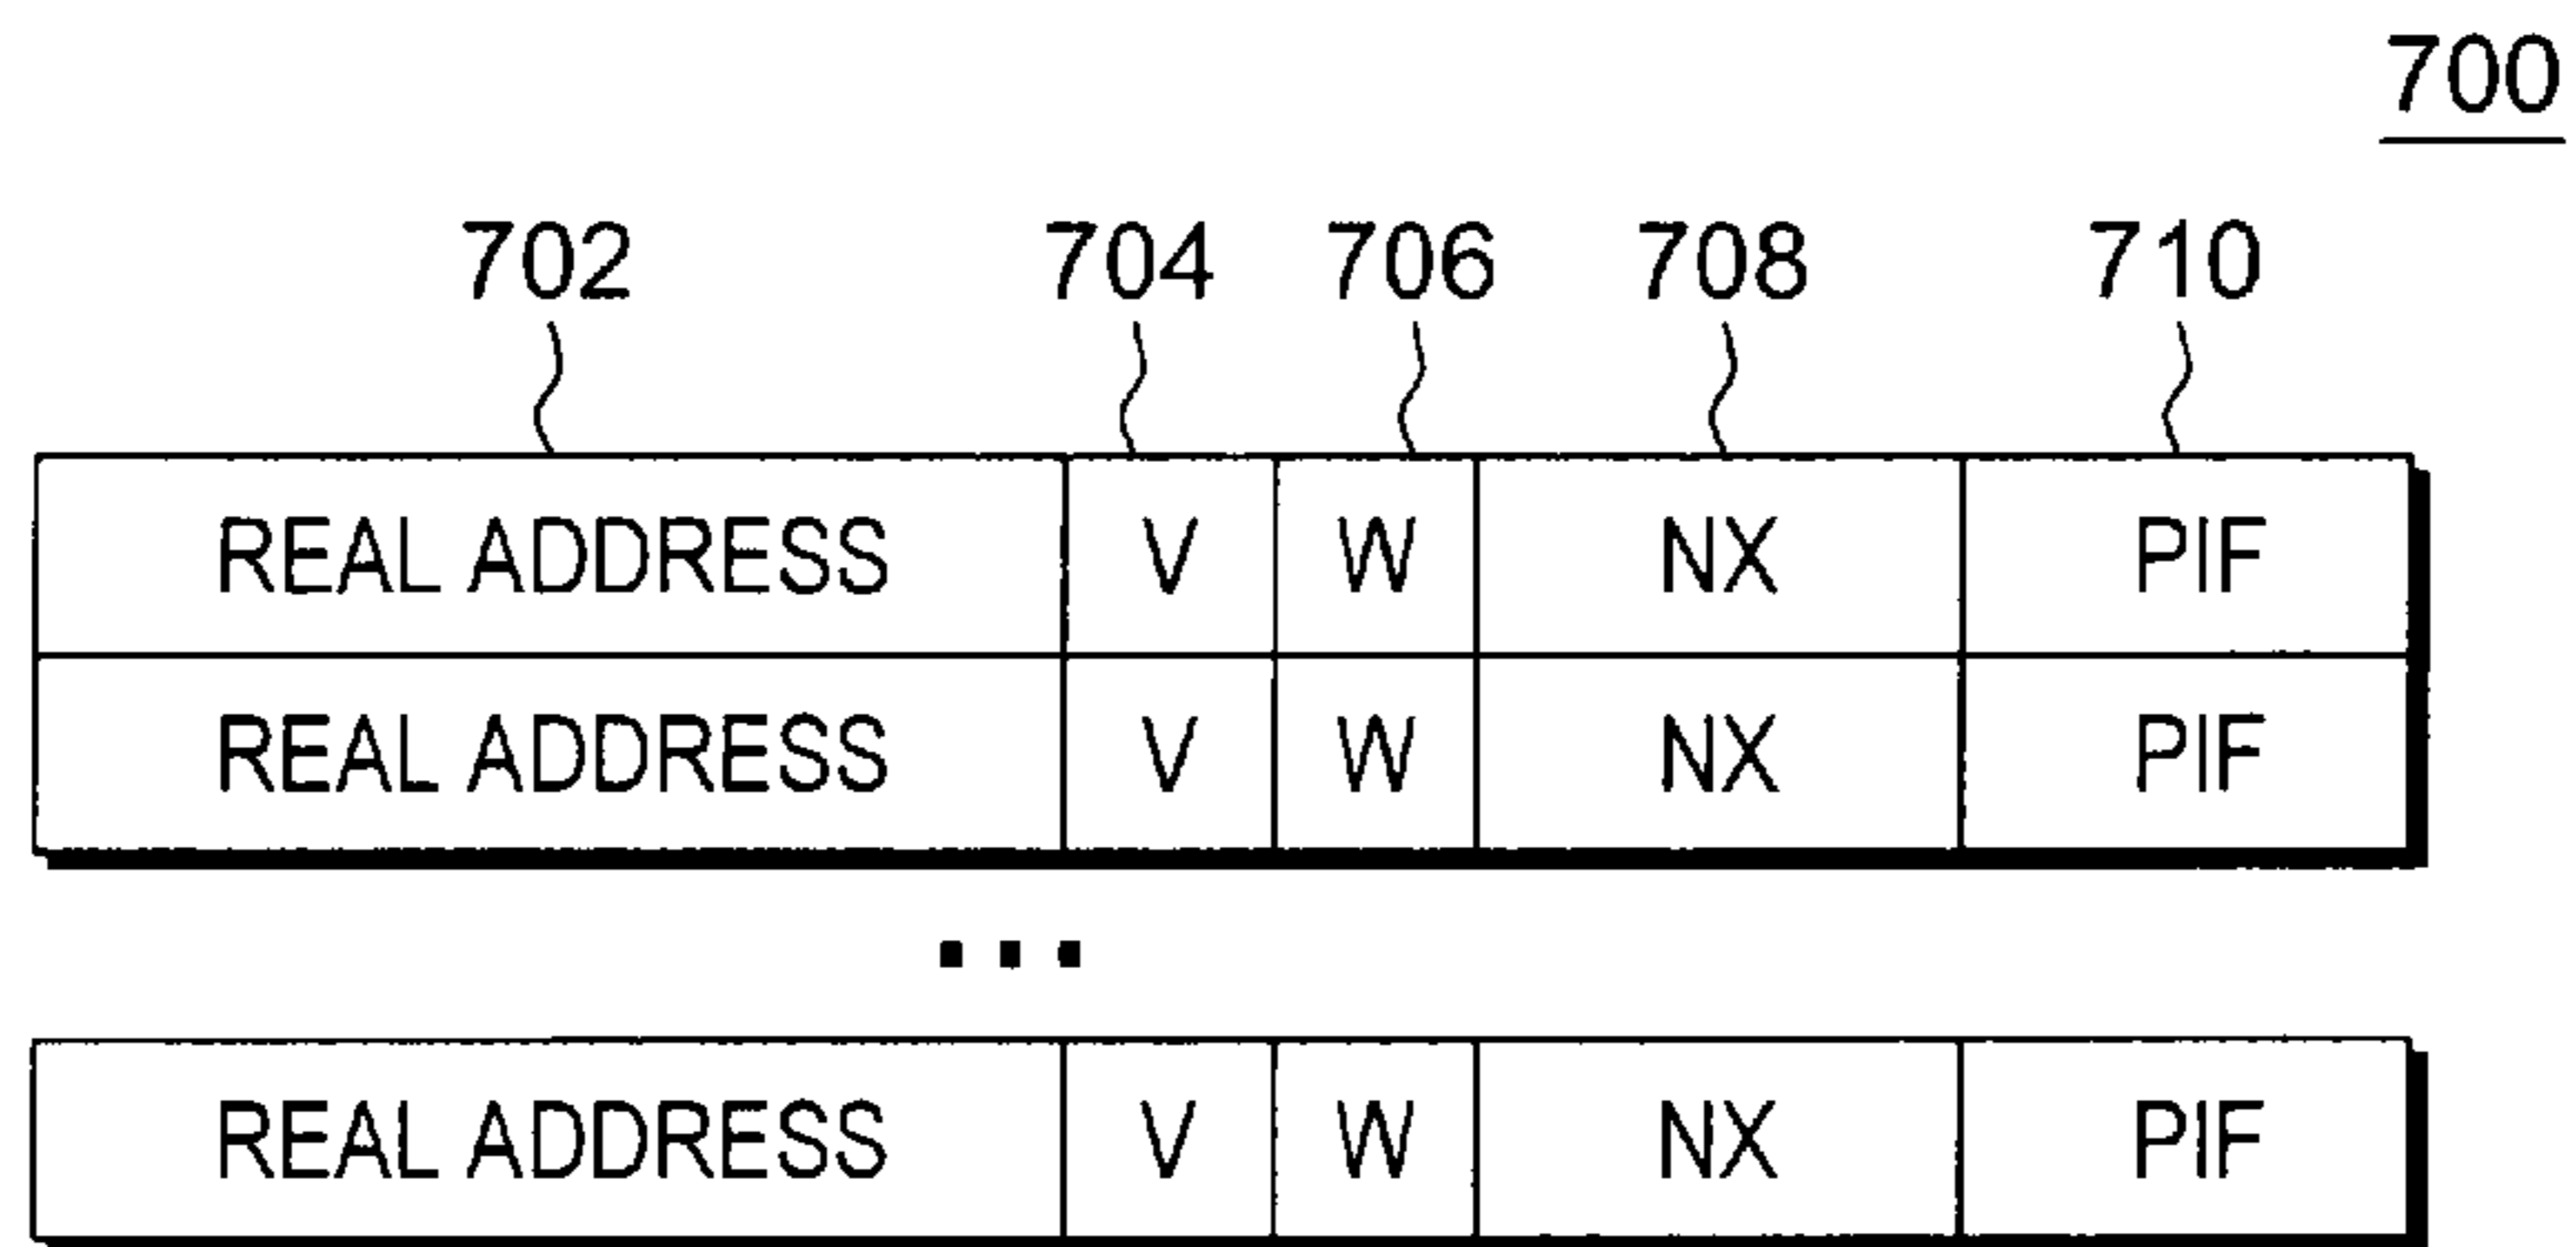 700
702 704 706 708 710
REAL ADDRESS V W NX PIF
REAL ADDRESS V W NX PIF
...
REAL ADDRESS V W NX PIF